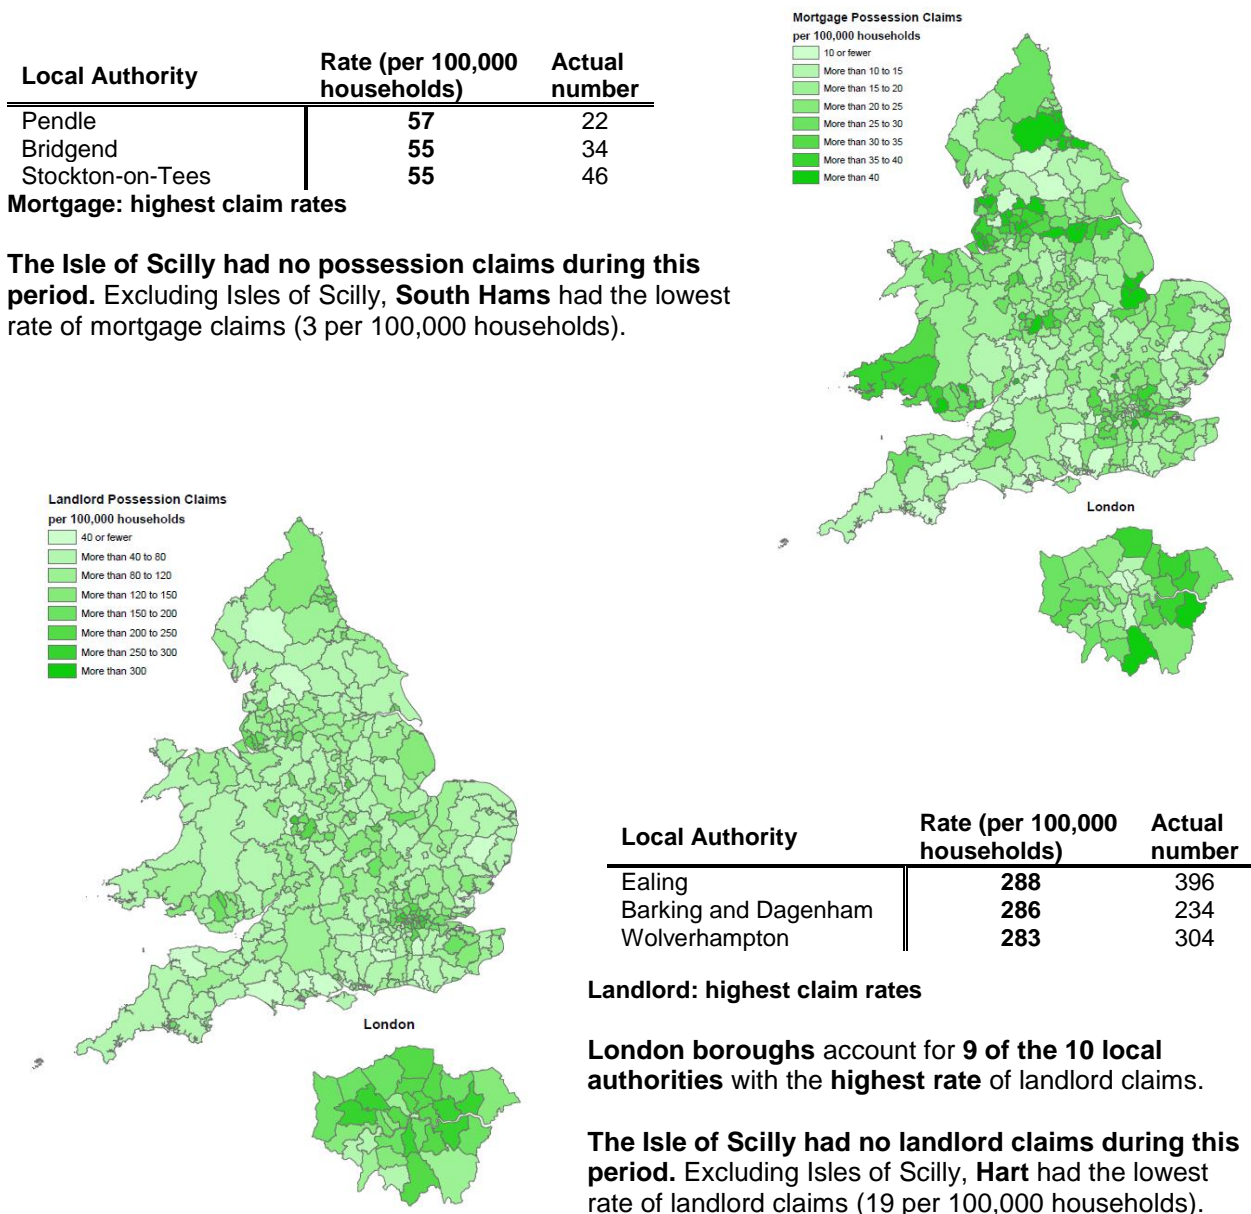 Mortgage Possession Claims
per 100,000 households
10 or fewer
More than 10 to 15
More than 15 to 20
More than 20 to 25
More than 25 to 30
More than 30 to 35
More than 35 to 40
More than 40
Local Authority Rate (per 100,000 households) Actual number
Pendle 57 22
Bridgend 55 34
Stockton-on-Tees 55 46
Mortgage: highest claim rates
The Isle of Scilly had no possession claims during this
period. Excluding Isles of Scilly, South Hams had the lowest
rate of mortgage claims (3 per 100,000 households).
London
Landlord Possession Claims
per 100,000 households
40 or fewer
More than 40 to 80
More than 80 to 120
More than 120 to 150
More than 150 to 200
More than 200 to 250
More than 250 to 300
More than 300
London
Local Authority Rate (per 100,000 households) Actual number
Ealing 288 396
Barking and Dagenham 286 234
Wolverhampton 283 304
Landlord: highest claim rates
London boroughs account for 9 of the 10 local
authorities with the highest rate of landlord claims.
The Isle of Scilly had no landlord claims during this
period. Excluding Isles of Scilly, Hart had the lowest
rate of landlord claims (19 per 100,000 households).